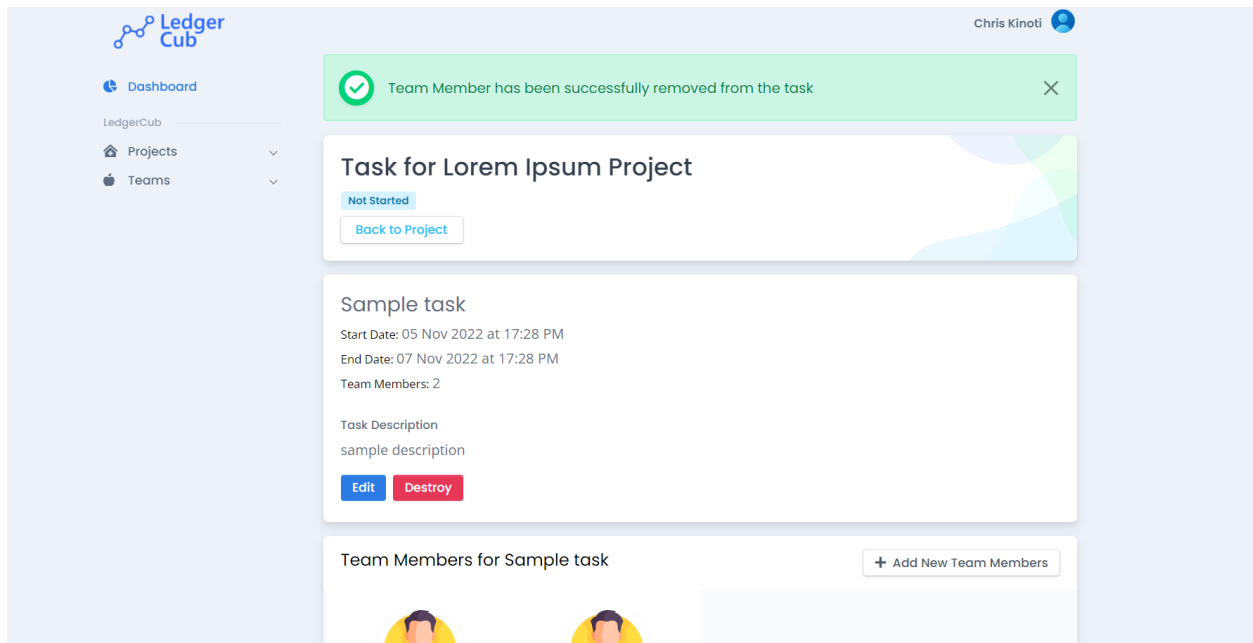 Ledger
Cub
Chris Kinoti
Dashboard
LedgerCub
Projects
Teams
Team Member has been successfully removed from the task
Task for Lorem Ipsum Project
Not Started
Back to Project
Sample task
Start Date: 05 Nov 2022 at 17:28 PM
End Date: 07 Nov 2022 at 17:28 PM
Team Members: 2
Task Description
sample description
Edit Destroy
Team Members for Sample task
+ Add New Team Members